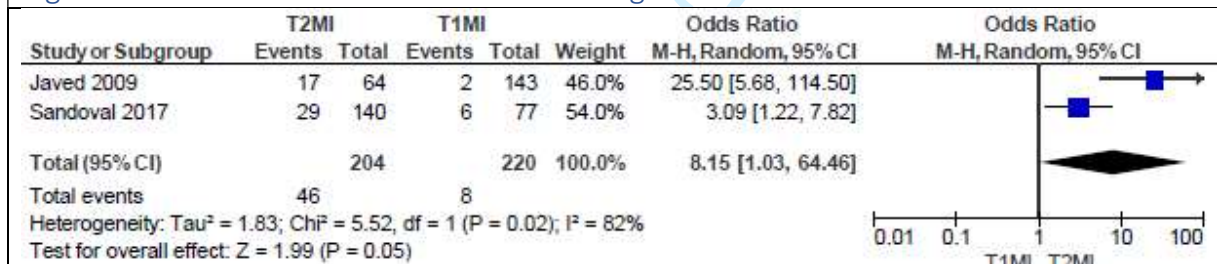 T2MI T1MI Odds Ratio Odds Ratio
Study or Subgroup Events Total Events Total Weight M-H, Random, 95% CI M-H, Random, 95% CI
Javed 2009 17 64 2 143 46.0% 25.50 [5.68, 114.50]
Sandoval 2017 29 140 6 77 54.0% 3.09 [1.22, 7.82]
Total (95% CI) 204 220 100.0% 8.15 [1.03, 64.46]
Total events 46 8
Heterogeneity: Tau² = 1.83; Chi² = 5.52, df = 1 (P = 0.02); I² = 82%
0.01 0.1 1 10 100
Test for overall effect: Z = 1.99 (P = 0.05)
T1MI T2MI